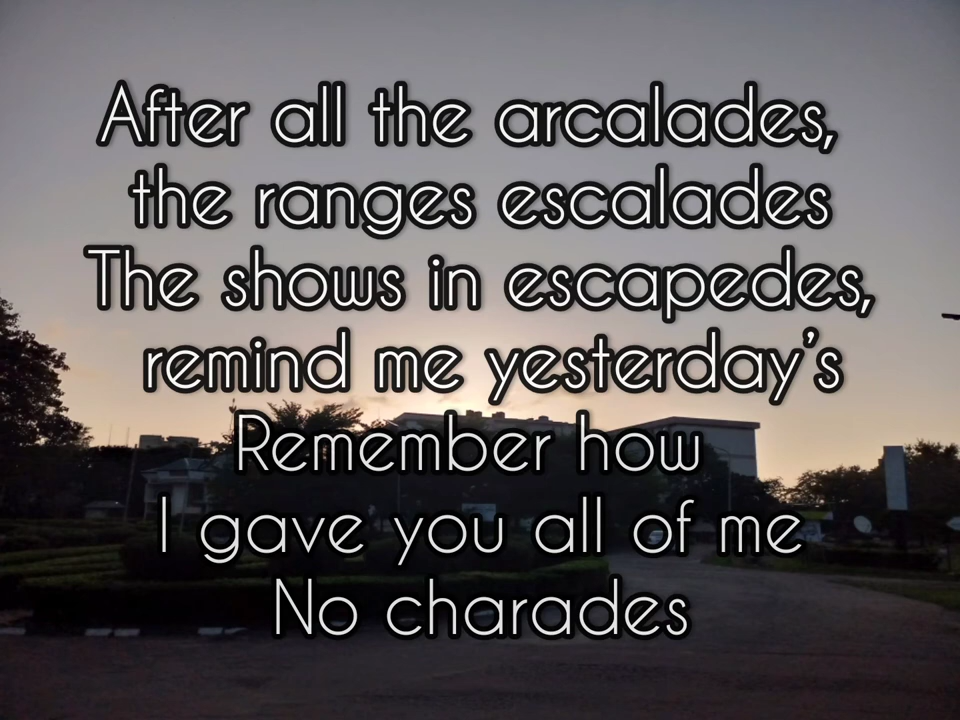 After all the arcalades,
the ranges escalades
The shows in escapedes,
remind me yesterday's
Remember how
I gave you all of me
No charades